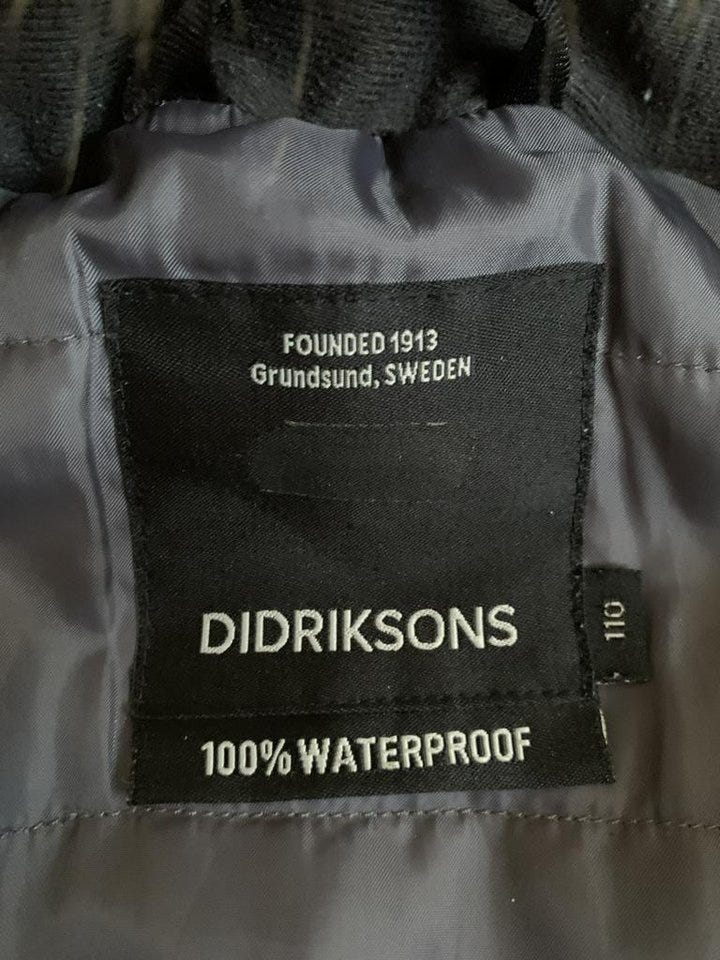 FOUNDED 1913
Grundsund, SWEDEN
DIDRIKSONS
110
100% WATERPROOF